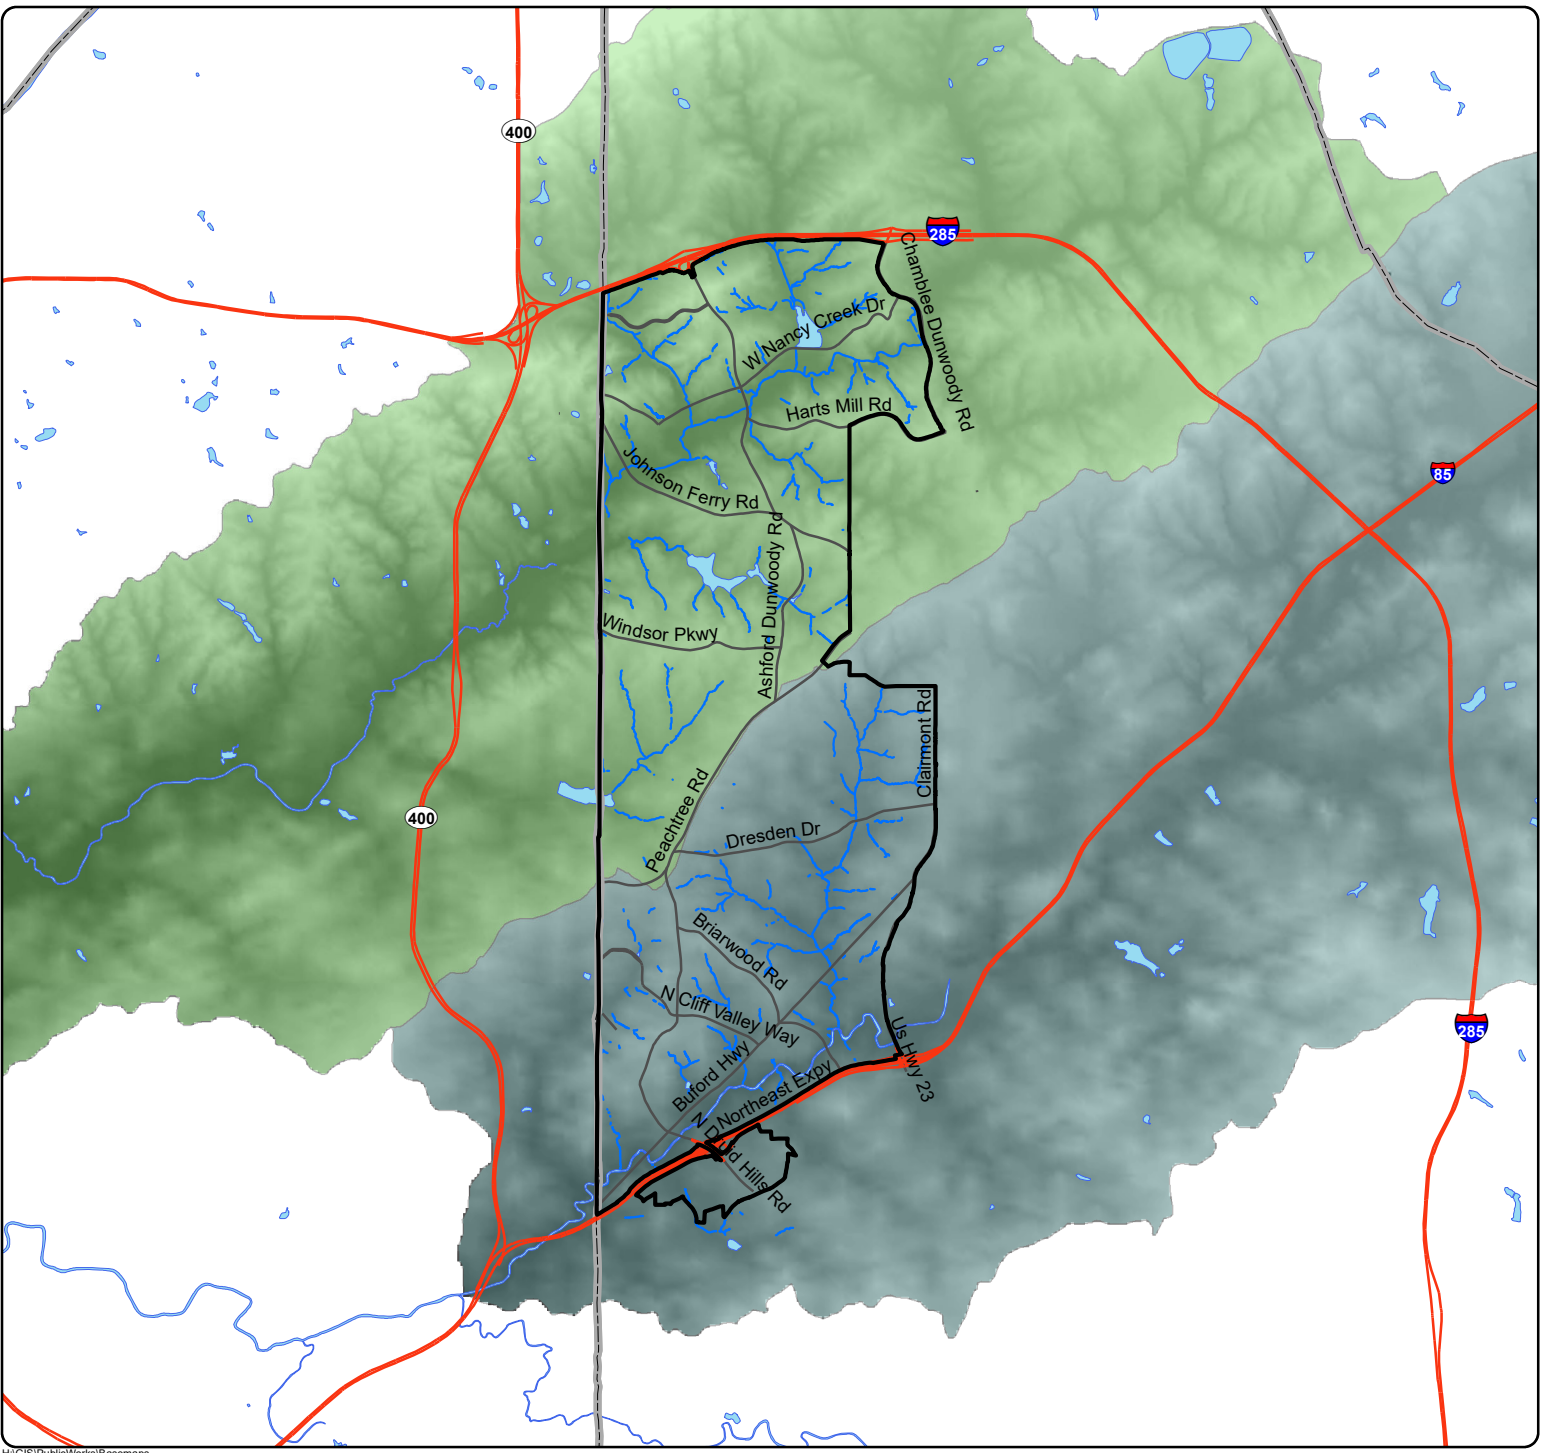 400
285
Chamblee Dunwoody Rd
W Nancy Creek Dr
Harts Mill Rd
85
Johnson Ferry Rd
Ashford Dunwoody Rd
Windsor Pkwy
Clairmont Rd
400
Peachtree Rd
Dresden Dr
Briarwood Rd
N Cliff Valley Way
285
Us Hwy 23
Buford Hwy
Northeast Expy
N Druid Hills Rd